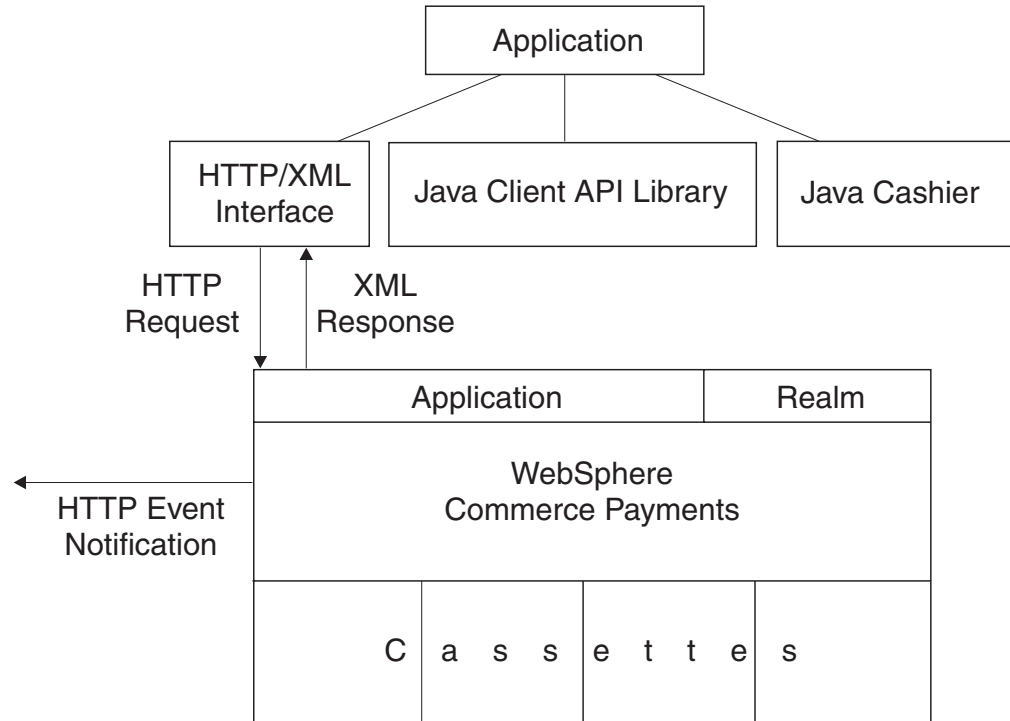 Application
HTTP/XML
Interface
Java Client API Library
Java Cashier
HTTP
Request
XML
Response
Application
Realm
WebSphere
Commerce Payments
HTTP Event
Notification
C a s s e t t e s